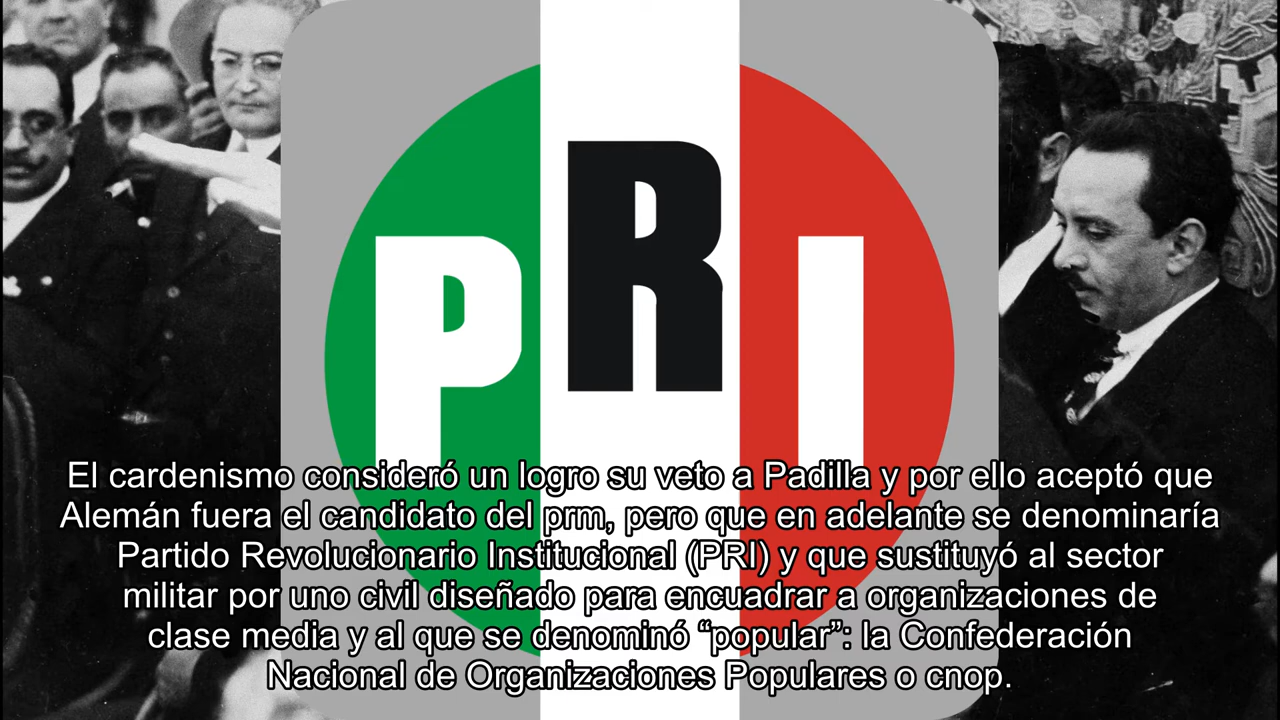 PRI
El cardenismo consideró un logro su veto a Padilla y por ello aceptó que
Alemán fuera el candidato del prm, pero que en adelante se denominaría
Partido Revolucionario Institucional (PRI) y que sustituyó al sector
militar por uno civil diseñado para encuadrar a organizaciones de
clase media y al que se denominó “popular”: la Confederación
Nacional de Organizaciones Populares o cnop.